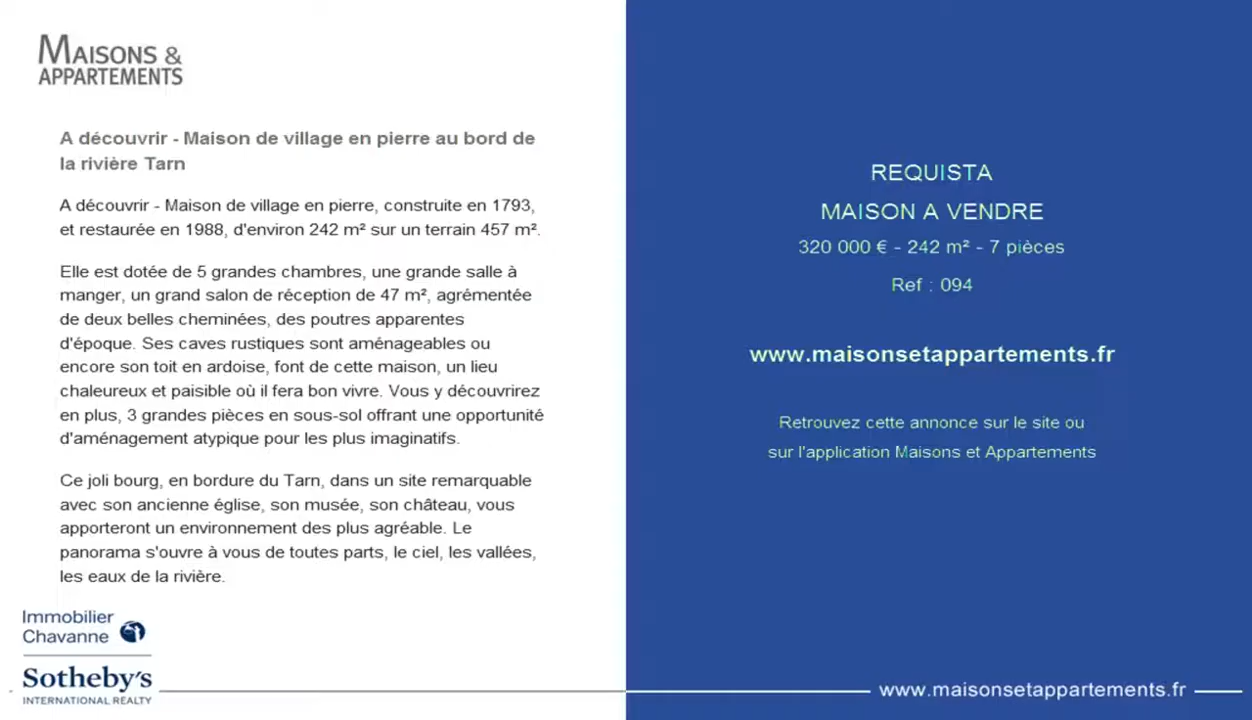 MAISONS &
APPARTEMENTS
A découvrir - Maison de village en pierre au bord de
la rivière Tarn
A découvrir - Maison de village en pierre, construite en 1793,
et restaurée en 1988, d'environ 242 m² sur un terrain 457 m².
Elle est dotée de 5 grandes chambres, une grande salle à
manger, un grand salon de réception de 47 m², agrémentée
de deux belles cheminées, des poutres apparentes
d'époque. Ses caves rustiques sont aménageables ou
encore son toit en ardoise, font de cette maison, un lieu
chaleureux et paisible où il fera bon vivre. Vous y découvrirez
en plus, 3 grandes pièces en sous-sol offrant une opportunité
d'aménagement atypique pour les plus imaginatifs.
Ce joli bourg, en bordure du Tarn, dans un site remarquable
avec son ancienne église, son musée, son château, vous
apporteront un environnement des plus agréable. Le
panorama s'ouvre à vous de toutes parts, le ciel, les vallées,
les eaux de la rivière.
Immobilier
Chavanne
Sotheby's
INTERNATIONAL REALTY
REQUISTA
MAISON A VENDRE
320 000 € - 242 m² - 7 pièces
Ref : 094
www.maisonsetappartements.fr
Retrouvez cette annonce sur le site ou
sur l'application Maisons et Appartements
www.maisonsetappartements.fr